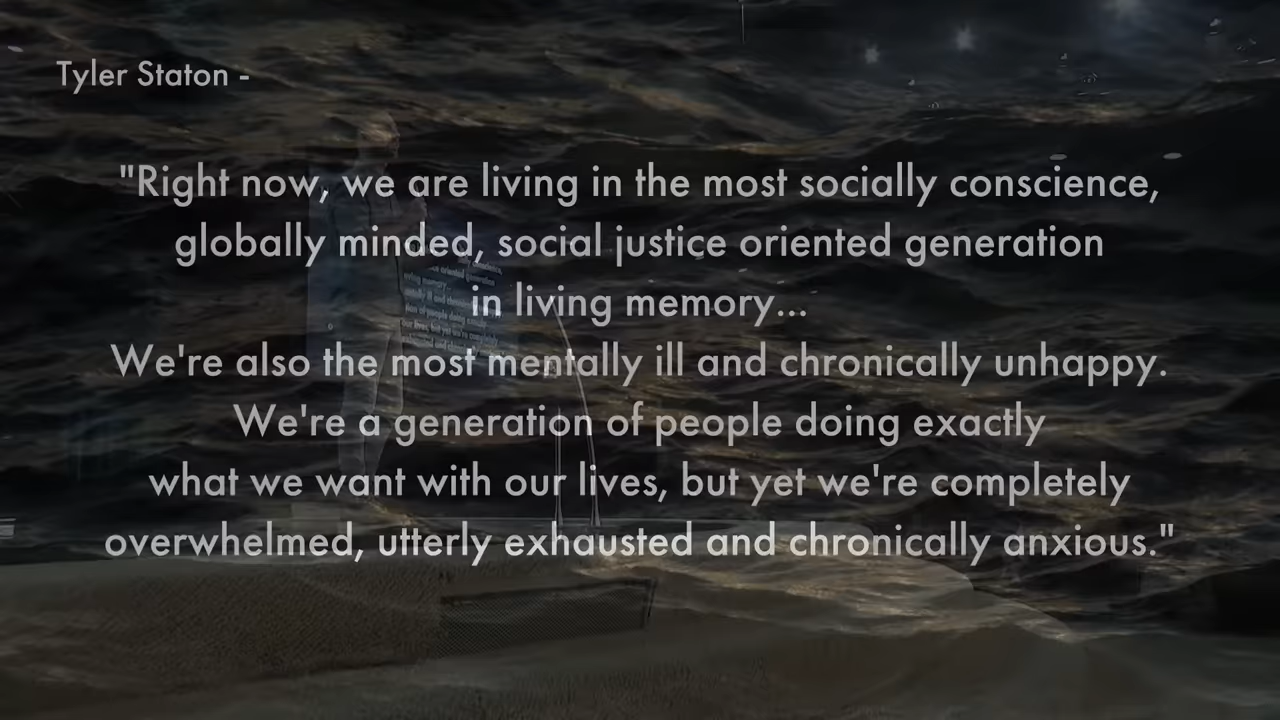 Tyler Staton -
"Right now, we are living in the most socially conscience,
globally minded, social justice oriented generation
in living memory...
We're also the most mentally ill and chronically unhappy.
We're a generation of people doing exactly
what we want with our lives, but yet we're completely
overwhelmed, utterly exhausted and chronically anxious."